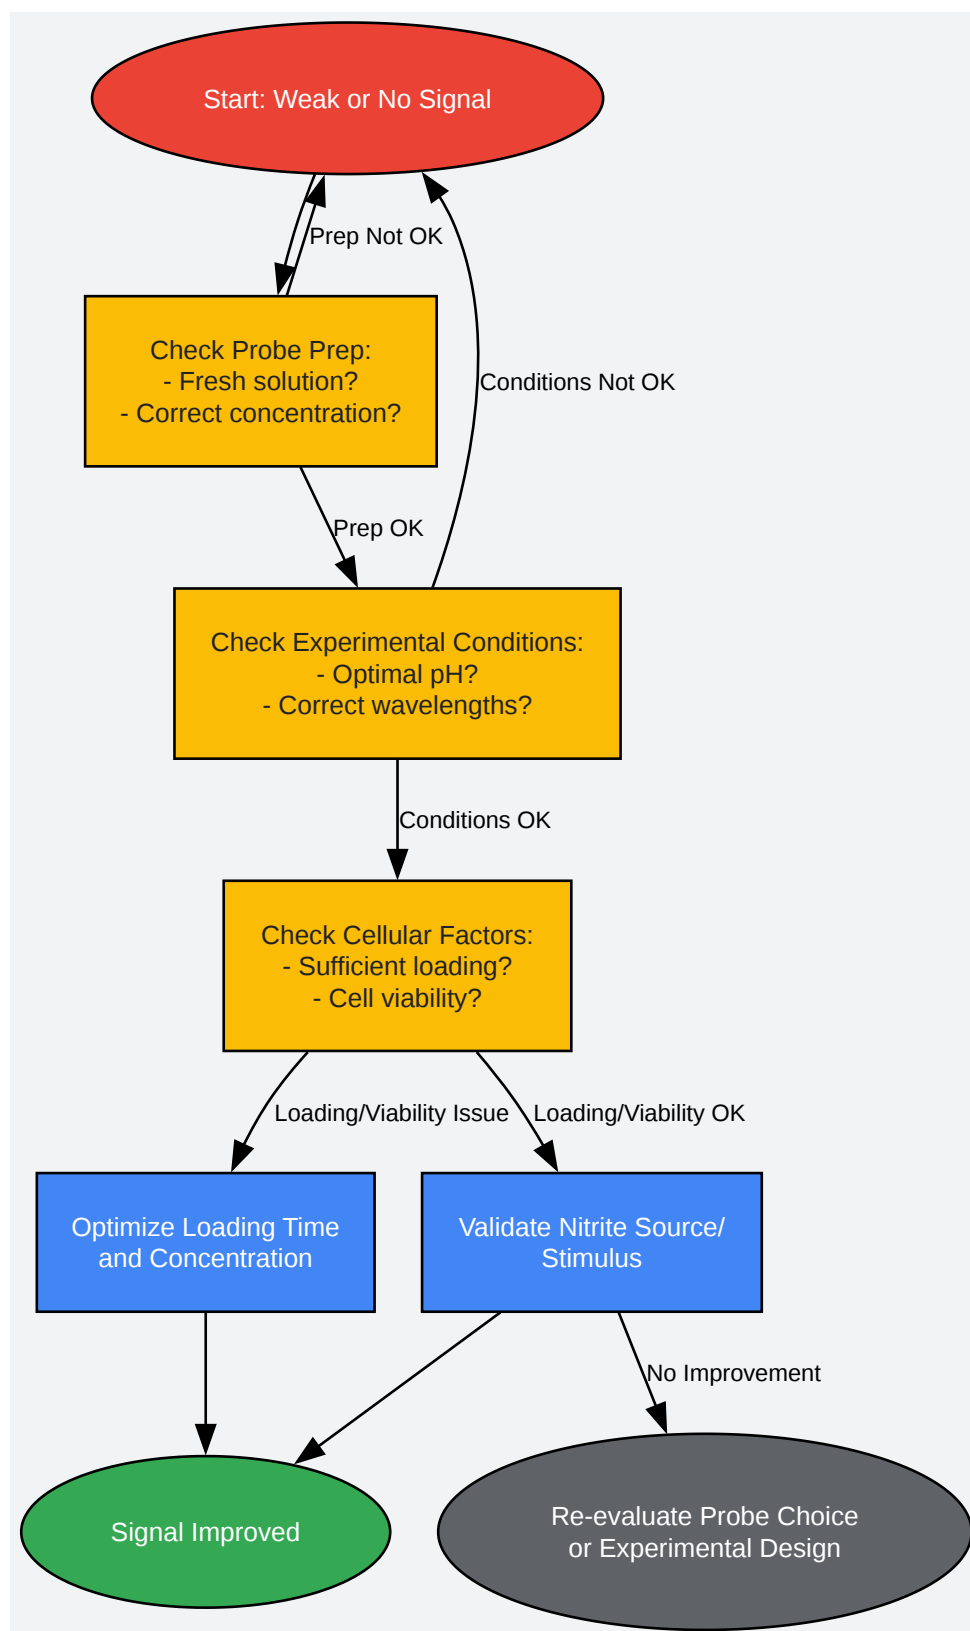 Start: Weak or No Signal
Prep Not OK
Check Probe Prep:
- Fresh solution?
- Correct concentration?
Conditions Not OK
Prep OK
Check Experimental Conditions:
- Optimal pH?
- Correct wavelengths?
Conditions OK
Check Cellular Factors:
- Sufficient loading?
- Cell viability?
Loading/Viability Issue
Loading/Viability OK
Optimize Loading Time
and Concentration
Validate Nitrite Source/
Stimulus
No Improvement
Signal Improved
Re-evaluate Probe Choice
or Experimental Design